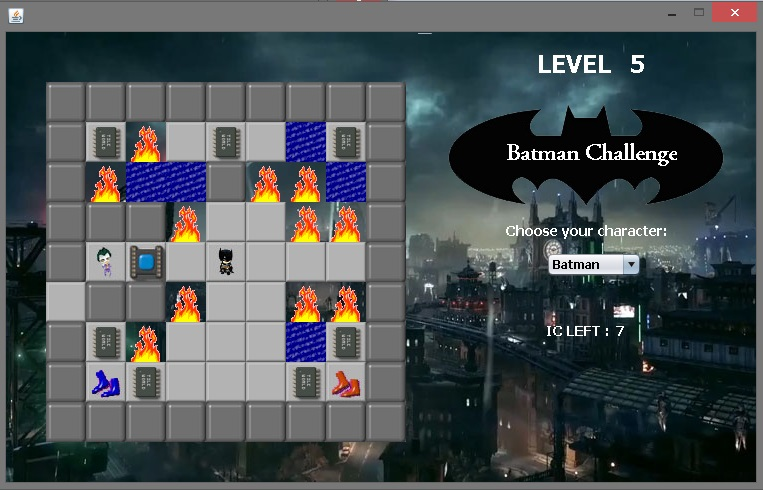 LEVEL 5
Batman Challenge
Choose your character:
Batman
IC LEFT : 7